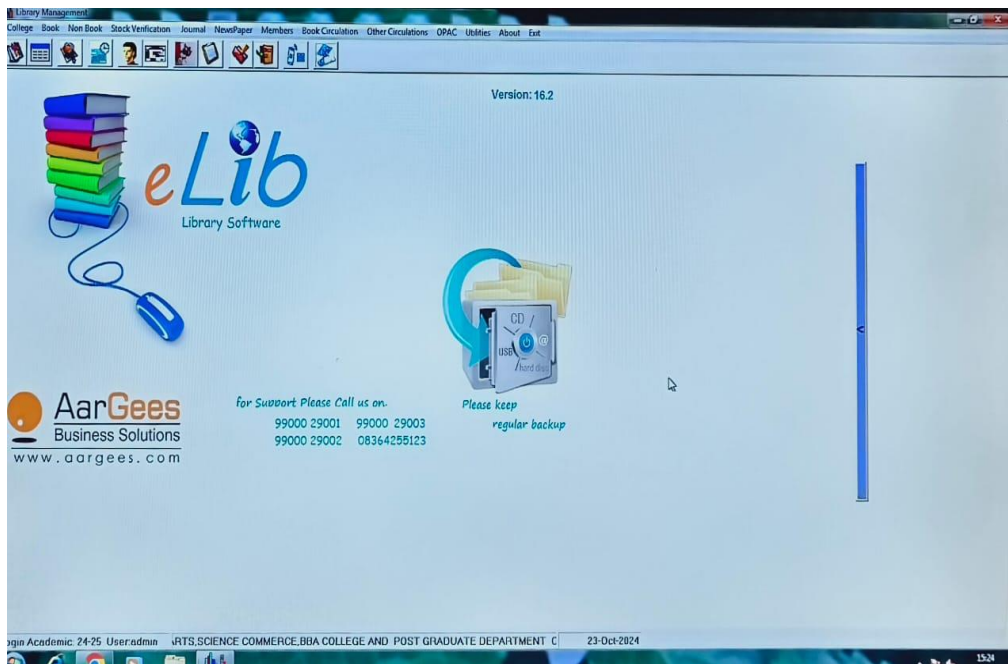 Library Management
College Book Non Book Stock Verification Journal NewsPaper Members Book Circulation Other Circulations OPAC Utilities About Exit
Version: 16.2
eLib
Library Software
CD
USB
@
hard disk
AarGees
Business Solutions
www.aargees.com
for Support Please Call us on.
99000 29001 99000 29003
99000 29002 08364255123
Please keep
regular backup
Academic: 24-25 User:admin ARTS,SCIENCE COMMERCE,BBA COLLEGE AND POST GRADUATE DEPARTMENT 23-Oct-2024
15:24